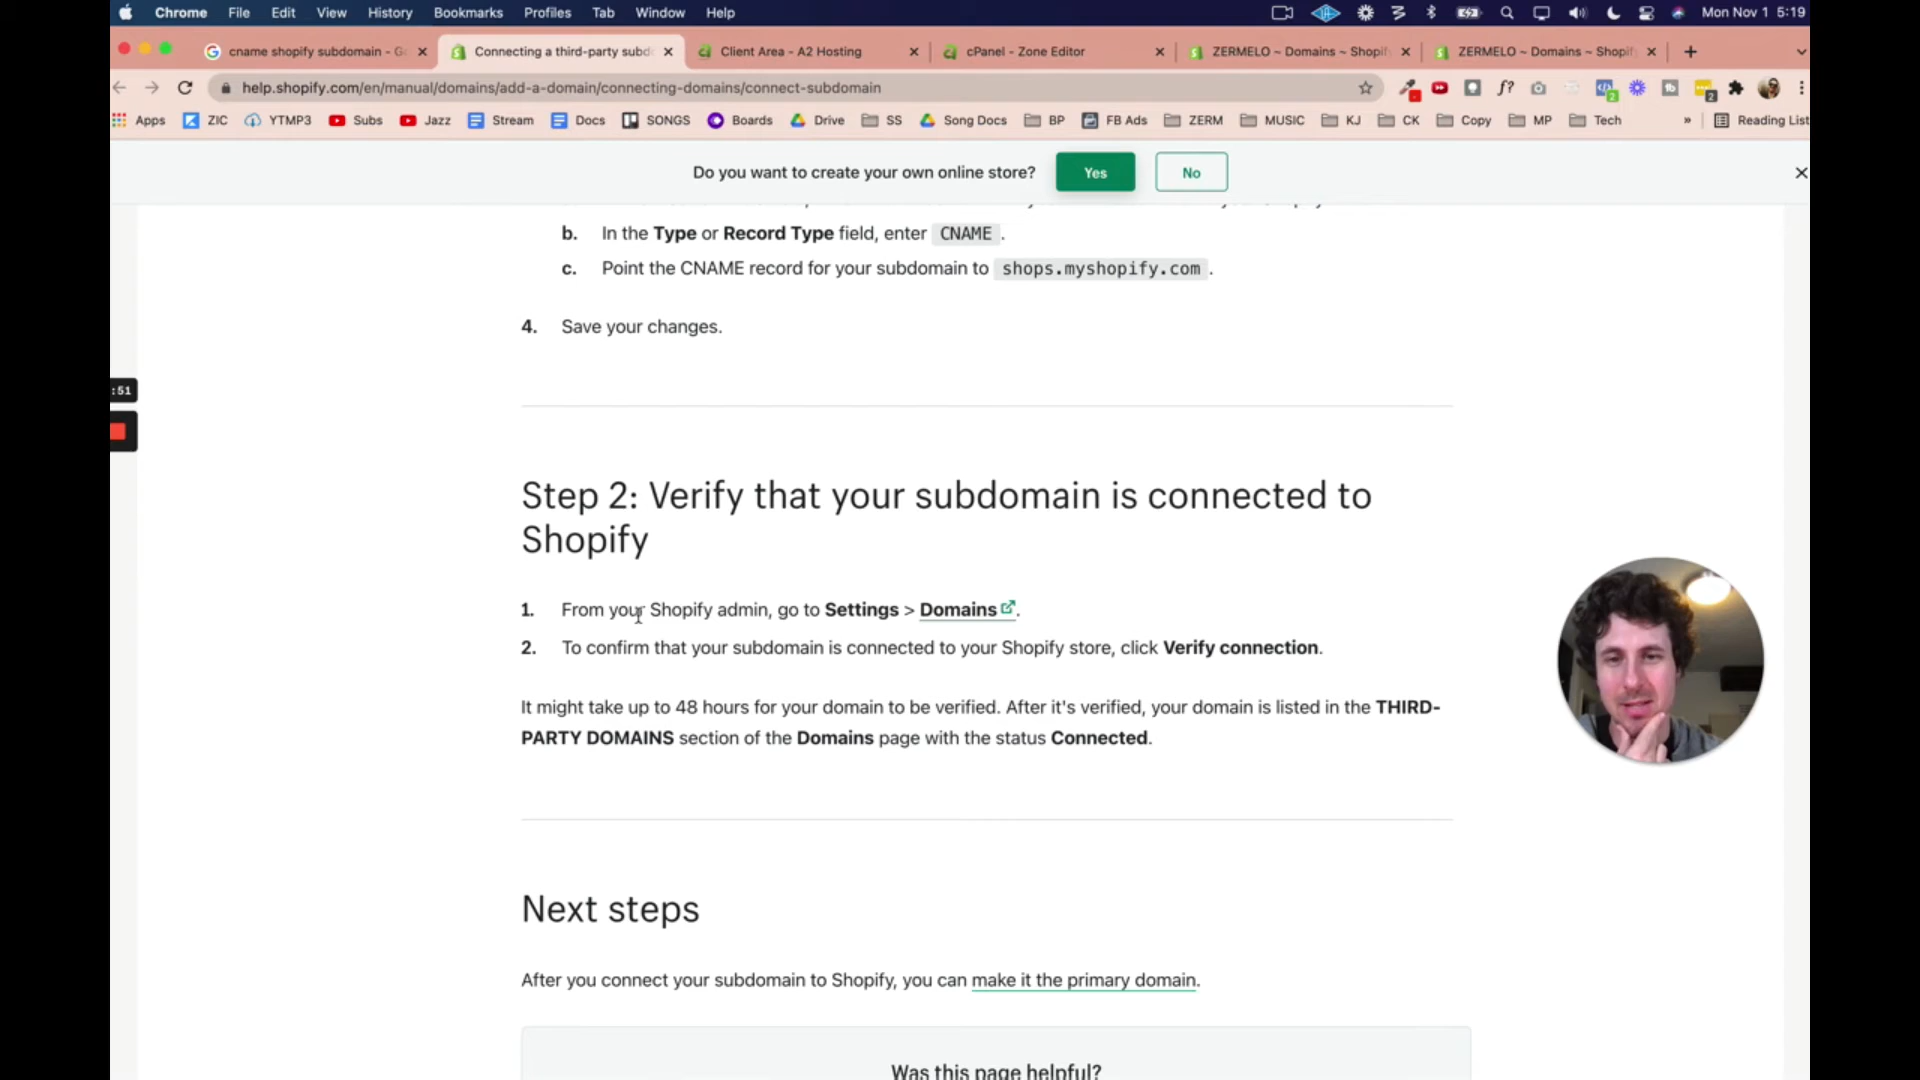 Chrome File Edit View History Bookmarks Profiles Tab Window Help Mon Nov 1 5:19
cname shopify subdomain - Go Connecting a third-party subd Client Area - A2 Hosting cPanel - Zone Editor ZERMELO ~ Domains ~ Shopif ZERMELO ~ Domains ~ Shopif
help.shopify.com/en/manual/domains/add-a-domain/connecting-domains/connect-subdomain
Apps ZIC YTMP3 Subs Jazz Stream Docs SONGS Boards Drive SS Song Docs BP FB Ads ZERM MUSIC KJ CK Copy MP Tech » Reading List
Do you want to create your own online store? Yes No
b. In the Type or Record Type field, enter CNAME .
c. Point the CNAME record for your subdomain to shops.myshopify.com .
4. Save your changes.
:51
Step 2: Verify that your subdomain is connected to
Shopify
1. From your Shopify admin, go to Settings > Domains.
2. To confirm that your subdomain is connected to your Shopify store, click Verify connection.
It might take up to 48 hours for your domain to be verified. After it's verified, your domain is listed in the THIRD-
PARTY DOMAINS section of the Domains page with the status Connected.
Next steps
After you connect your subdomain to Shopify, you can make it the primary domain.
Was this page helpful?